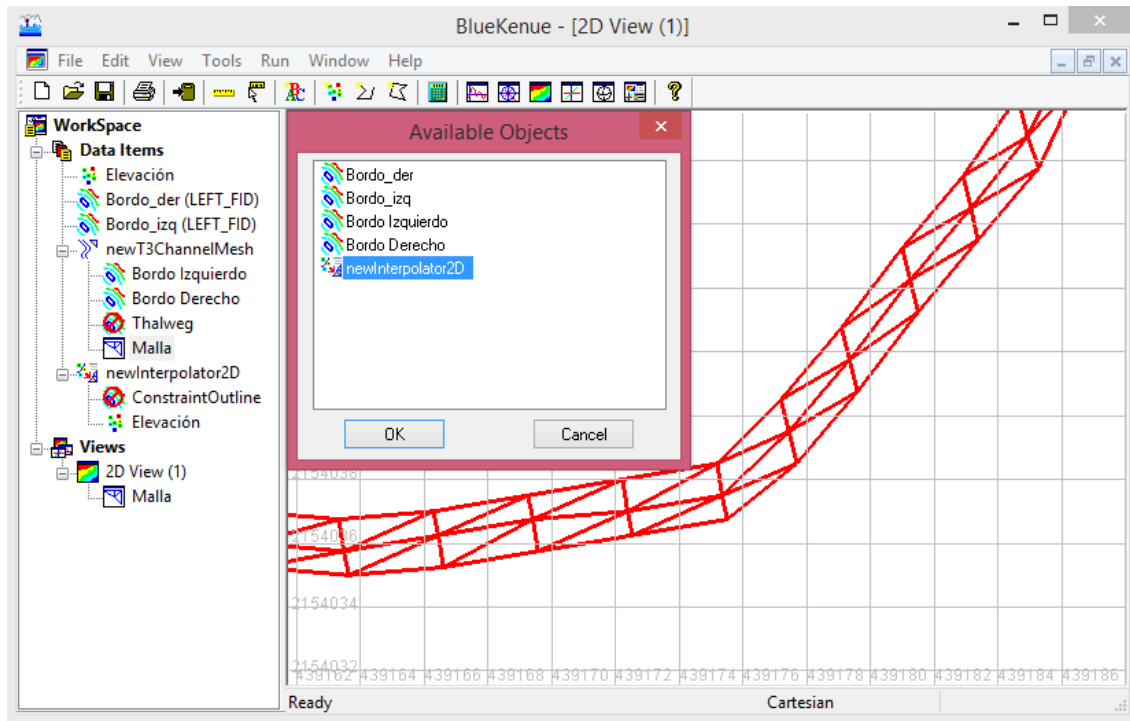 BlueKenue - [2D View (1)]
File Edit View Tools Run Window Help
WorkSpace
Data Items
Elevación
Bordo_der (LEFT_FID)
Bordo_izq (LEFT_FID)
newT3ChannelMesh
Bordo Izquierdo
Bordo Derecho
Thalweg
Malla
newInterpolator2D
ConstraintOutline
Elevación
Views
2D View (1)
Malla
Available Objects
Bordo_der
Bordo_izq
Bordo Izquierdo
Bordo Derecho
newInterpolator2D
OK Cancel
2154038
2154036
2154034
2154032
439162 439164 439166 439168 439170 439172 439174 439176 439178 439180 439182 439184 439186
Ready Cartesian